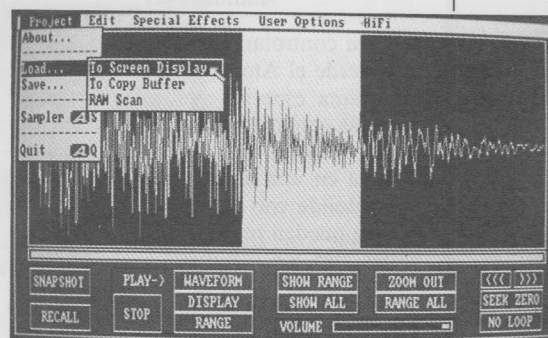 Project Edit Special Effects User Options HiFi
About...
Load... To Screen Display
Save... To Copy Buffer
RAM Scan
Sampler A S
Quit A Q
SNAPSHOT PLAY-> WAVEFORM SHOW RANGE ZOOM OUT <<< >>>
DISPLAY SHOW ALL RANGE ALL SEEK ZERO
RECALL STOP RANGE VOLUME NO LOOP